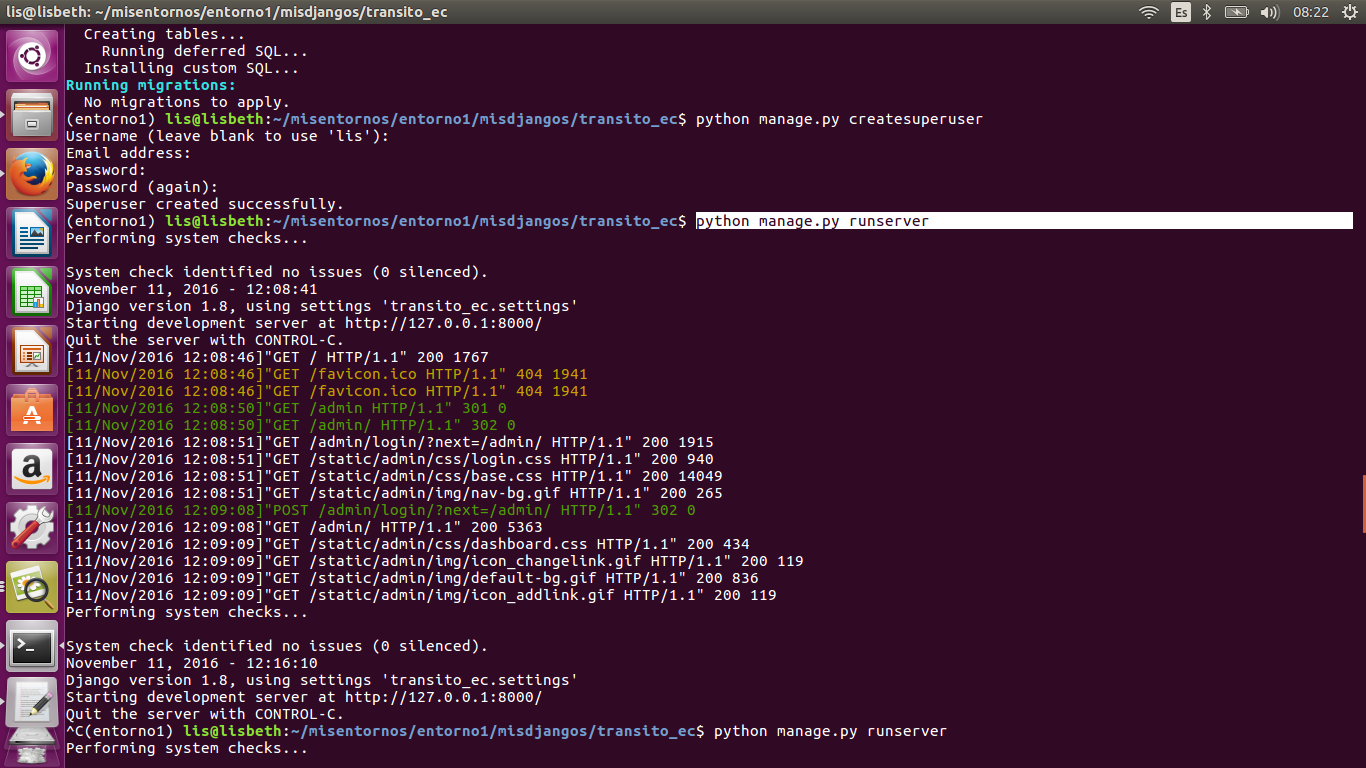 lis@lisbeth: ~/misentornos/entorno1/misdjangos/transito_ec
Es
08:22
Creating tables...
Running deferred SQL...
Installing custom SQL...
Running migrations:
No migrations to apply.
(entorno1) lis@lisbeth:~/misentornos/entorno1/misdjangos/transito_ec$ python manage.py createsuperuser
Username (leave blank to use 'lis'):
Email address:
Password:
Password (again):
Superuser created successfully.
(entorno1) lis@lisbeth:~/misentornos/entorno1/misdjangos/transito_ec$ python manage.py runserver
Performing system checks...
System check identified no issues (0 silenced).
November 11, 2016 - 12:08:41
Django version 1.8, using settings 'transito_ec.settings'
Starting development server at http://127.0.0.1:8000/
Quit the server with CONTROL-C.
[11/Nov/2016 12:08:46]"GET / HTTP/1.1" 200 1767
[11/Nov/2016 12:08:46]"GET /favicon.ico HTTP/1.1" 404 1941
[11/Nov/2016 12:08:46]"GET /favicon.ico HTTP/1.1" 404 1941
[11/Nov/2016 12:08:50]"GET /admin HTTP/1.1" 301 0
[11/Nov/2016 12:08:50]"GET /admin/ HTTP/1.1" 302 0
[11/Nov/2016 12:08:51]"GET /admin/login/?next=/admin/ HTTP/1.1" 200 1915
[11/Nov/2016 12:08:51]"GET /static/admin/css/login.css HTTP/1.1" 200 940
[11/Nov/2016 12:08:51]"GET /static/admin/css/base.css HTTP/1.1" 200 14049
[11/Nov/2016 12:08:51]"GET /static/admin/img/nav-bg.gif HTTP/1.1" 200 265
[11/Nov/2016 12:09:08]"POST /admin/login/?next=/admin/ HTTP/1.1" 302 0
[11/Nov/2016 12:09:08]"GET /admin/ HTTP/1.1" 200 5363
[11/Nov/2016 12:09:09]"GET /static/admin/css/dashboard.css HTTP/1.1" 200 434
[11/Nov/2016 12:09:09]"GET /static/admin/img/icon_changelink.gif HTTP/1.1" 200 119
[11/Nov/2016 12:09:09]"GET /static/admin/img/default-bg.gif HTTP/1.1" 200 836
[11/Nov/2016 12:09:09]"GET /static/admin/img/icon_addlink.gif HTTP/1.1" 200 119
Performing system checks...
System check identified no issues (0 silenced).
November 11, 2016 - 12:16:10
Django version 1.8, using settings 'transito_ec.settings'
Starting development server at http://127.0.0.1:8000/
Quit the server with CONTROL-C.
^C(entorno1) lis@lisbeth:~/misentornos/entorno1/misdjangos/transito_ec$ python manage.py runserver
Performing system checks...